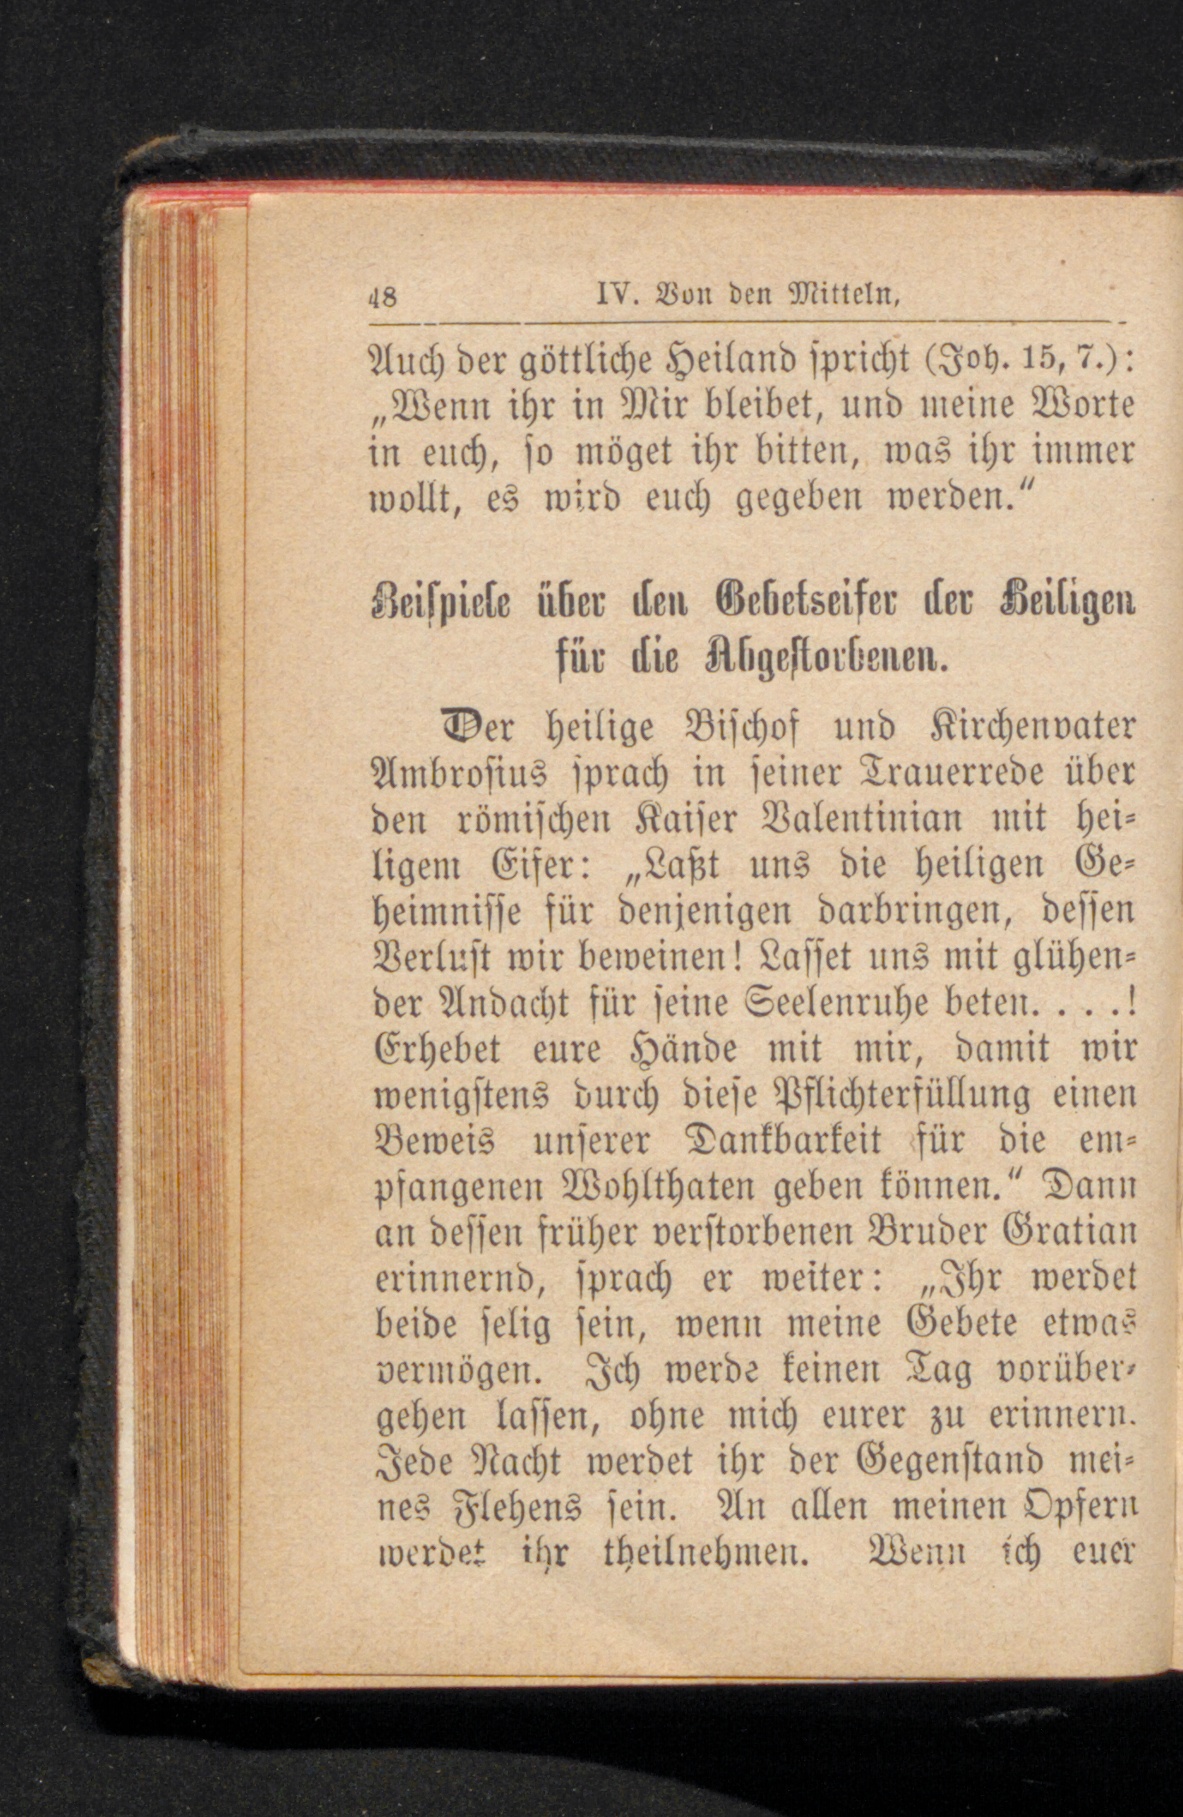 48 IV. Von den Mitteln,
Auch der göttliche Heiland spricht (Joh. 15, 7.):
„Wenn ihr in Mir bleibet, und meine Worte
in euch, so möget ihr bitten, was ihr immer
wollt, es wird euch gegeben werden.“
Beispiele über den Gebetseifer der Heiligen
für die Abgestorbenen.
Der heilige Bischof und Kirchenvater
Ambrosius sprach in seiner Trauerrede über
den römischen Kaiser Valentinian mit hei-
ligem Eifer: „Laßt uns die heiligen Ge-
heimnisse für denjenigen darbringen, dessen
Verlust wir beweinen! Lasset uns mit glühen-
der Andacht für seine Seelenruhe beten. . . .!
Erhebet eure Hände mit mir, damit wir
wenigstens durch diese Pflichterfüllung einen
Beweis unserer Dankbarkeit für die em-
pfangenen Wohlthaten geben können.“ Dann
an dessen früher verstorbenen Bruder Gratian
erinnernd, sprach er weiter: „Ihr werdet
beide selig sein, wenn meine Gebete etwas
vermögen. Ich werde keinen Tag vorüber-
gehen lassen, ohne mich eurer zu erinnern.
Jede Nacht werdet ihr der Gegenstand mei-
nes Flehens sein. An allen meinen Opfern
werdet ihr theilnehmen. Wenn ich euer